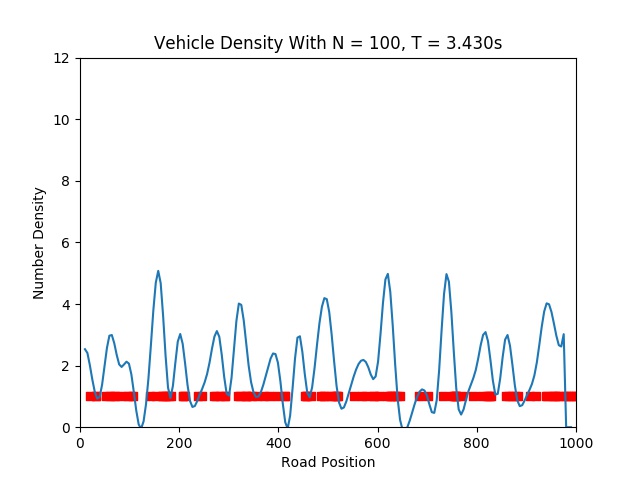 Vehicle Density With N = 100, T = 3.430s
12
10
8
6
4
2
0
Number Density
0 200 400 600 800 1000
Road Position